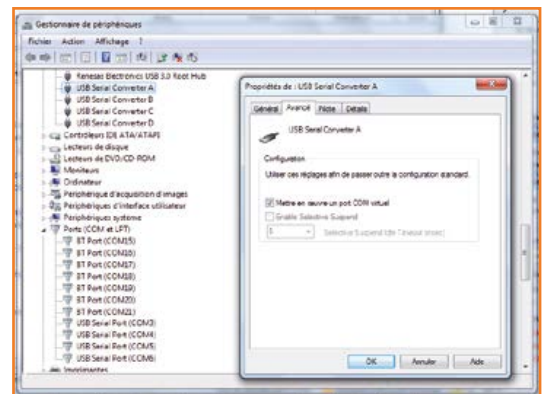 Gestionnaire de périphériques
Fichier Action Affichage ?
Renesas Electronics USB 3.0 Root Hub
USB Serial Converter A
USB Serial Converter B
USB Serial Converter C
USB Serial Converter D
Contrôleurs IDE ATA/ATAPI
Lecteurs de disque
Lecteurs de DVD/CD-ROM
Moniteurs
Ordinateur
Périphérique d'acquisition d'images
Périphériques d'interface utilisateur
Périphériques système
Ports (COM et LPT)
BT Port (COM15)
BT Port (COM16)
BT Port (COM17)
BT Port (COM18)
BT Port (COM19)
BT Port (COM20)
BT Port (COM21)
USB Serial Port (COM3)
USB Serial Port (COM4)
USB Serial Port (COM5)
USB Serial Port (COM6)
Imprimantes
Propriétés de : USB Serial Converter A
Général Avancé Note Détails
USB Serial Converter A
Configuration
Utiliser ces réglages afin de passer outre la configuration standard.
Mettre en œuvre un port COM virtuel
Enable Selective Suspend
Selective Suspend Idle Timeout (msec)
OK Annuler Aide